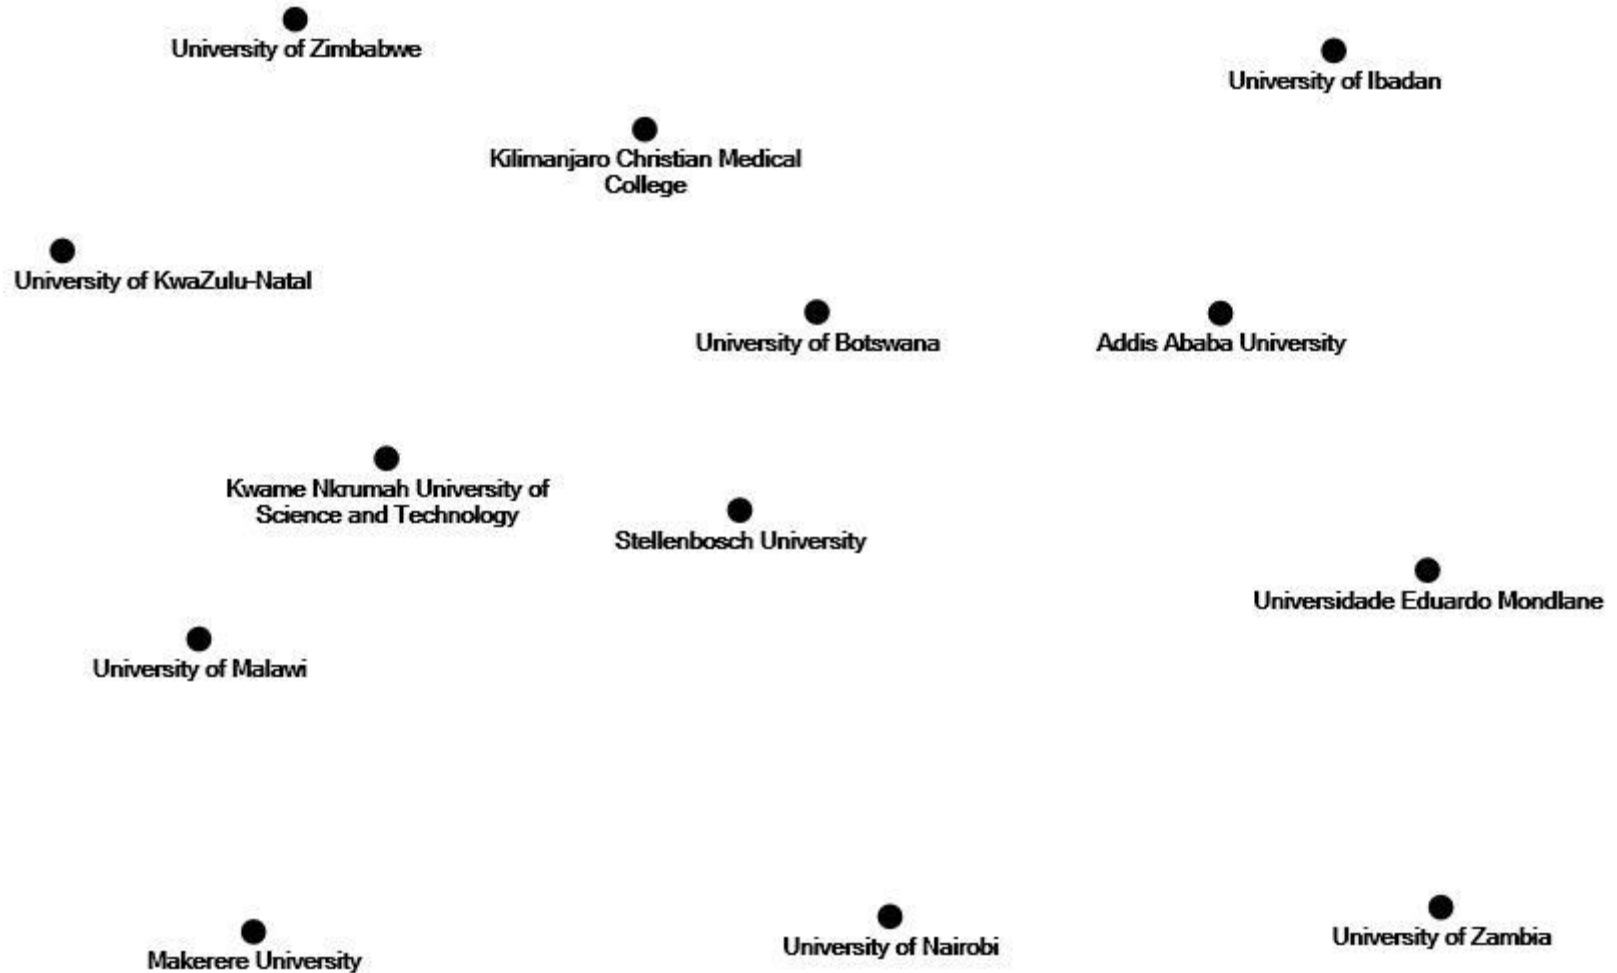 University of Zimbabwe
University of Ibadan
Kilimanjaro Christian Medical
College
University of KwaZulu-Natal
University of Botswana
Addis Ababa University
Kwame Nkrumah University of
Science and Technology
Stellenbosch University
Universidade Eduardo Mondlane
University of Malawi
University of Nairobi
University of Zambia
Makerere University